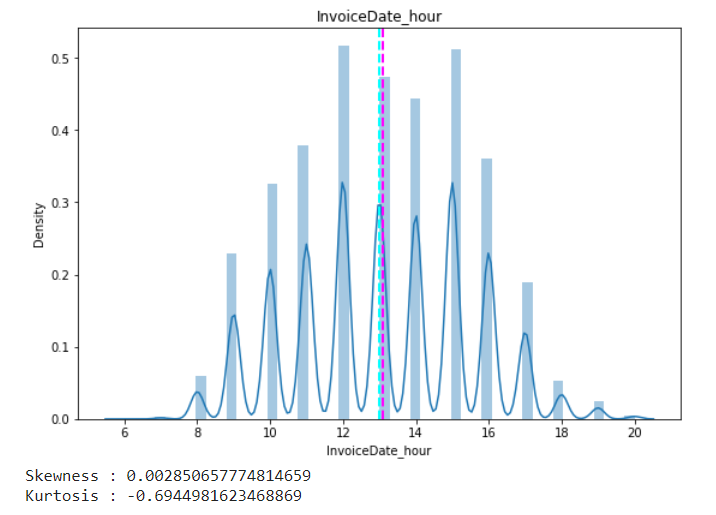 InvoiceDate_hour
0.5
0.4
0.3
0.2
0.1
0.0
Density
6 8 10 12 14 16 18 20
InvoiceDate_hour
Skewness : 0.002850657774814659
Kurtosis : -0.6944981623468869